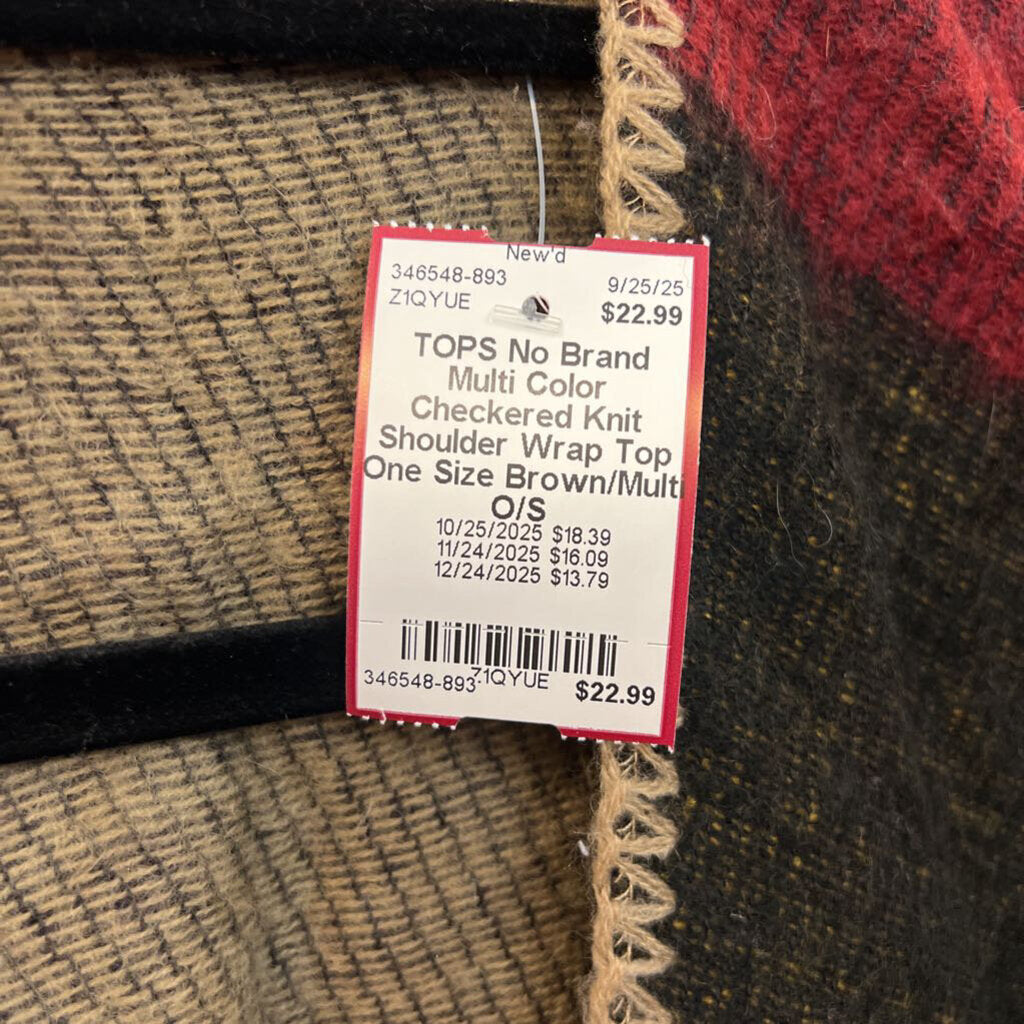 New'd
346548-893 9/25/25
Z1QYUE $22.99
TOPS No Brand
Multi Color
Checkered Knit
Shoulder Wrap Top
One Size Brown/Multi
O/S
10/25/2025 $18.39
11/24/2025 $16.09
12/24/2025 $13.79
346548-893 Z1QYUE $22.99